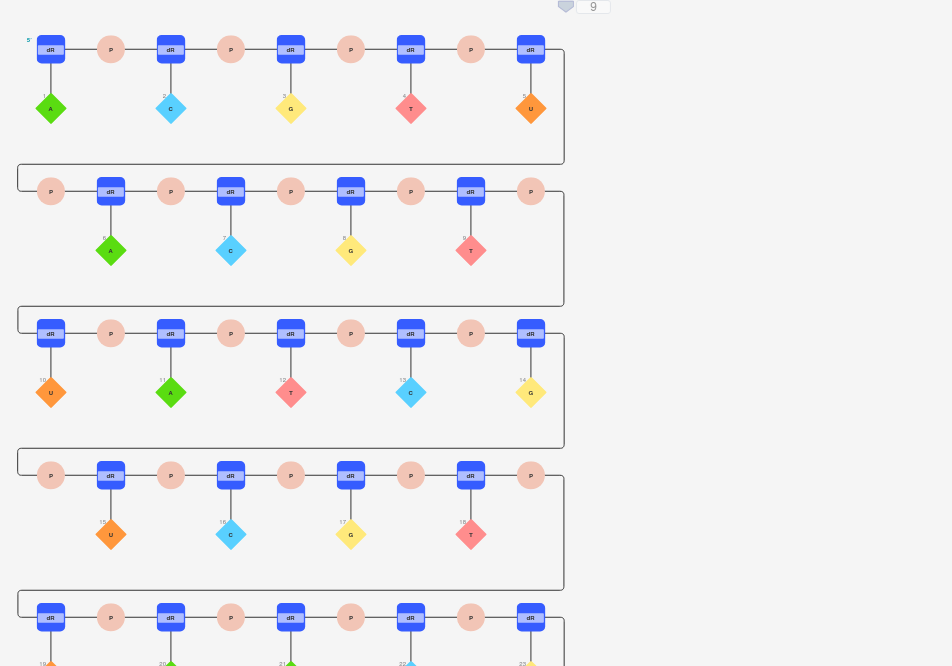 9
5'
dR P dR P dR P dR P dR
1 2 3 4 5
A C G T U
P dR P dR P dR P dR P
6 7 8 9
A C G T
dR P dR P dR P dR P dR
10 11 12 13 14
U A T C G
P dR P dR P dR P dR P
15 16 17 18
U C G T
dR P dR P dR P dR P dR
19 20 21 22 23